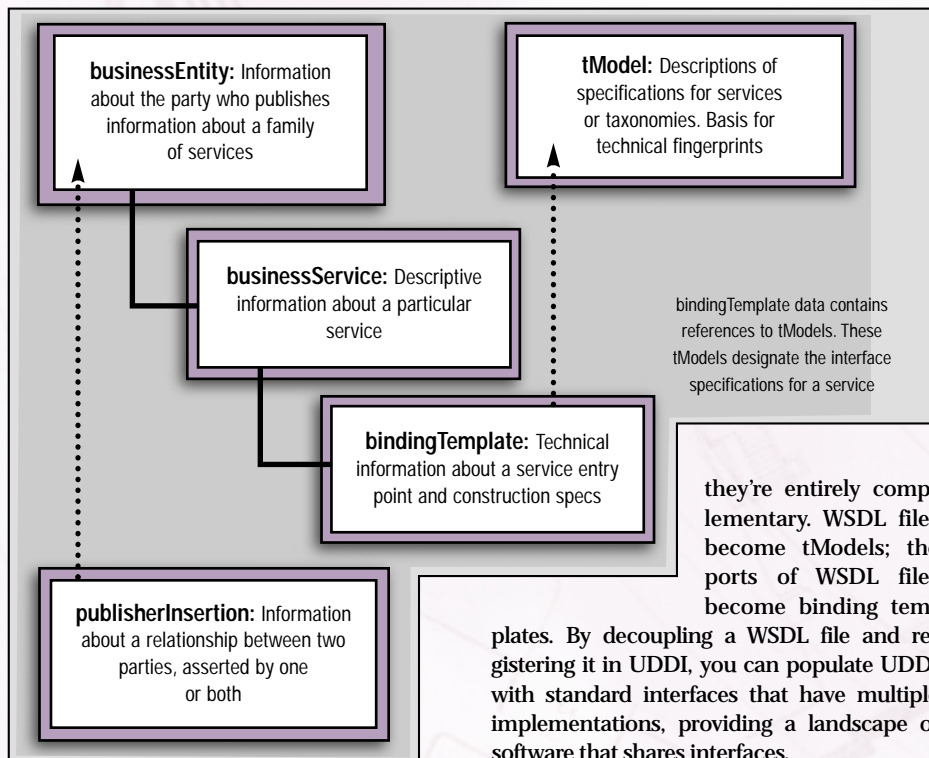 businessEntity: Information
about the party who publishes
information about a family
of services
tModel: Descriptions of
specifications for services
or taxonomies. Basis for
technical fingerprints
businessService: Descriptive
information about a particular
service
bindingTemplate data contains
references to tModels. These
tModels designate the interface
specifications for a service
bindingTemplate: Technical
information about a service entry
point and construction specs
publisherInsertion: Information
about a relationship between two
parties, asserted by one
or both
they're entirely comp
lementary. WSDL file
become tModels; the
ports of WSDL file
become binding tem
plates. By decoupling a WSDL file and re
gistering it in UDDI, you can populate UDD
with standard interfaces that have multipl
implementations, providing a landscape o
software that shares interfaces.